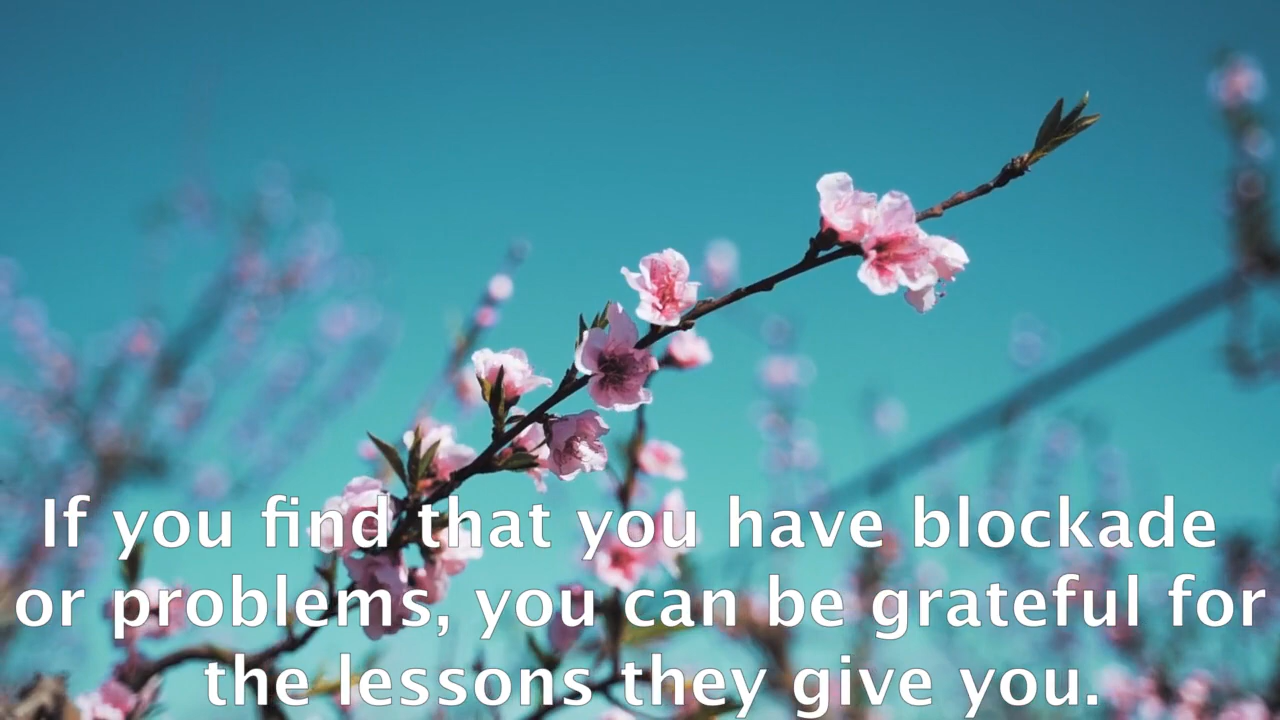 If you find that you have blockade
or problems, you can be grateful for
the lessons they give you.